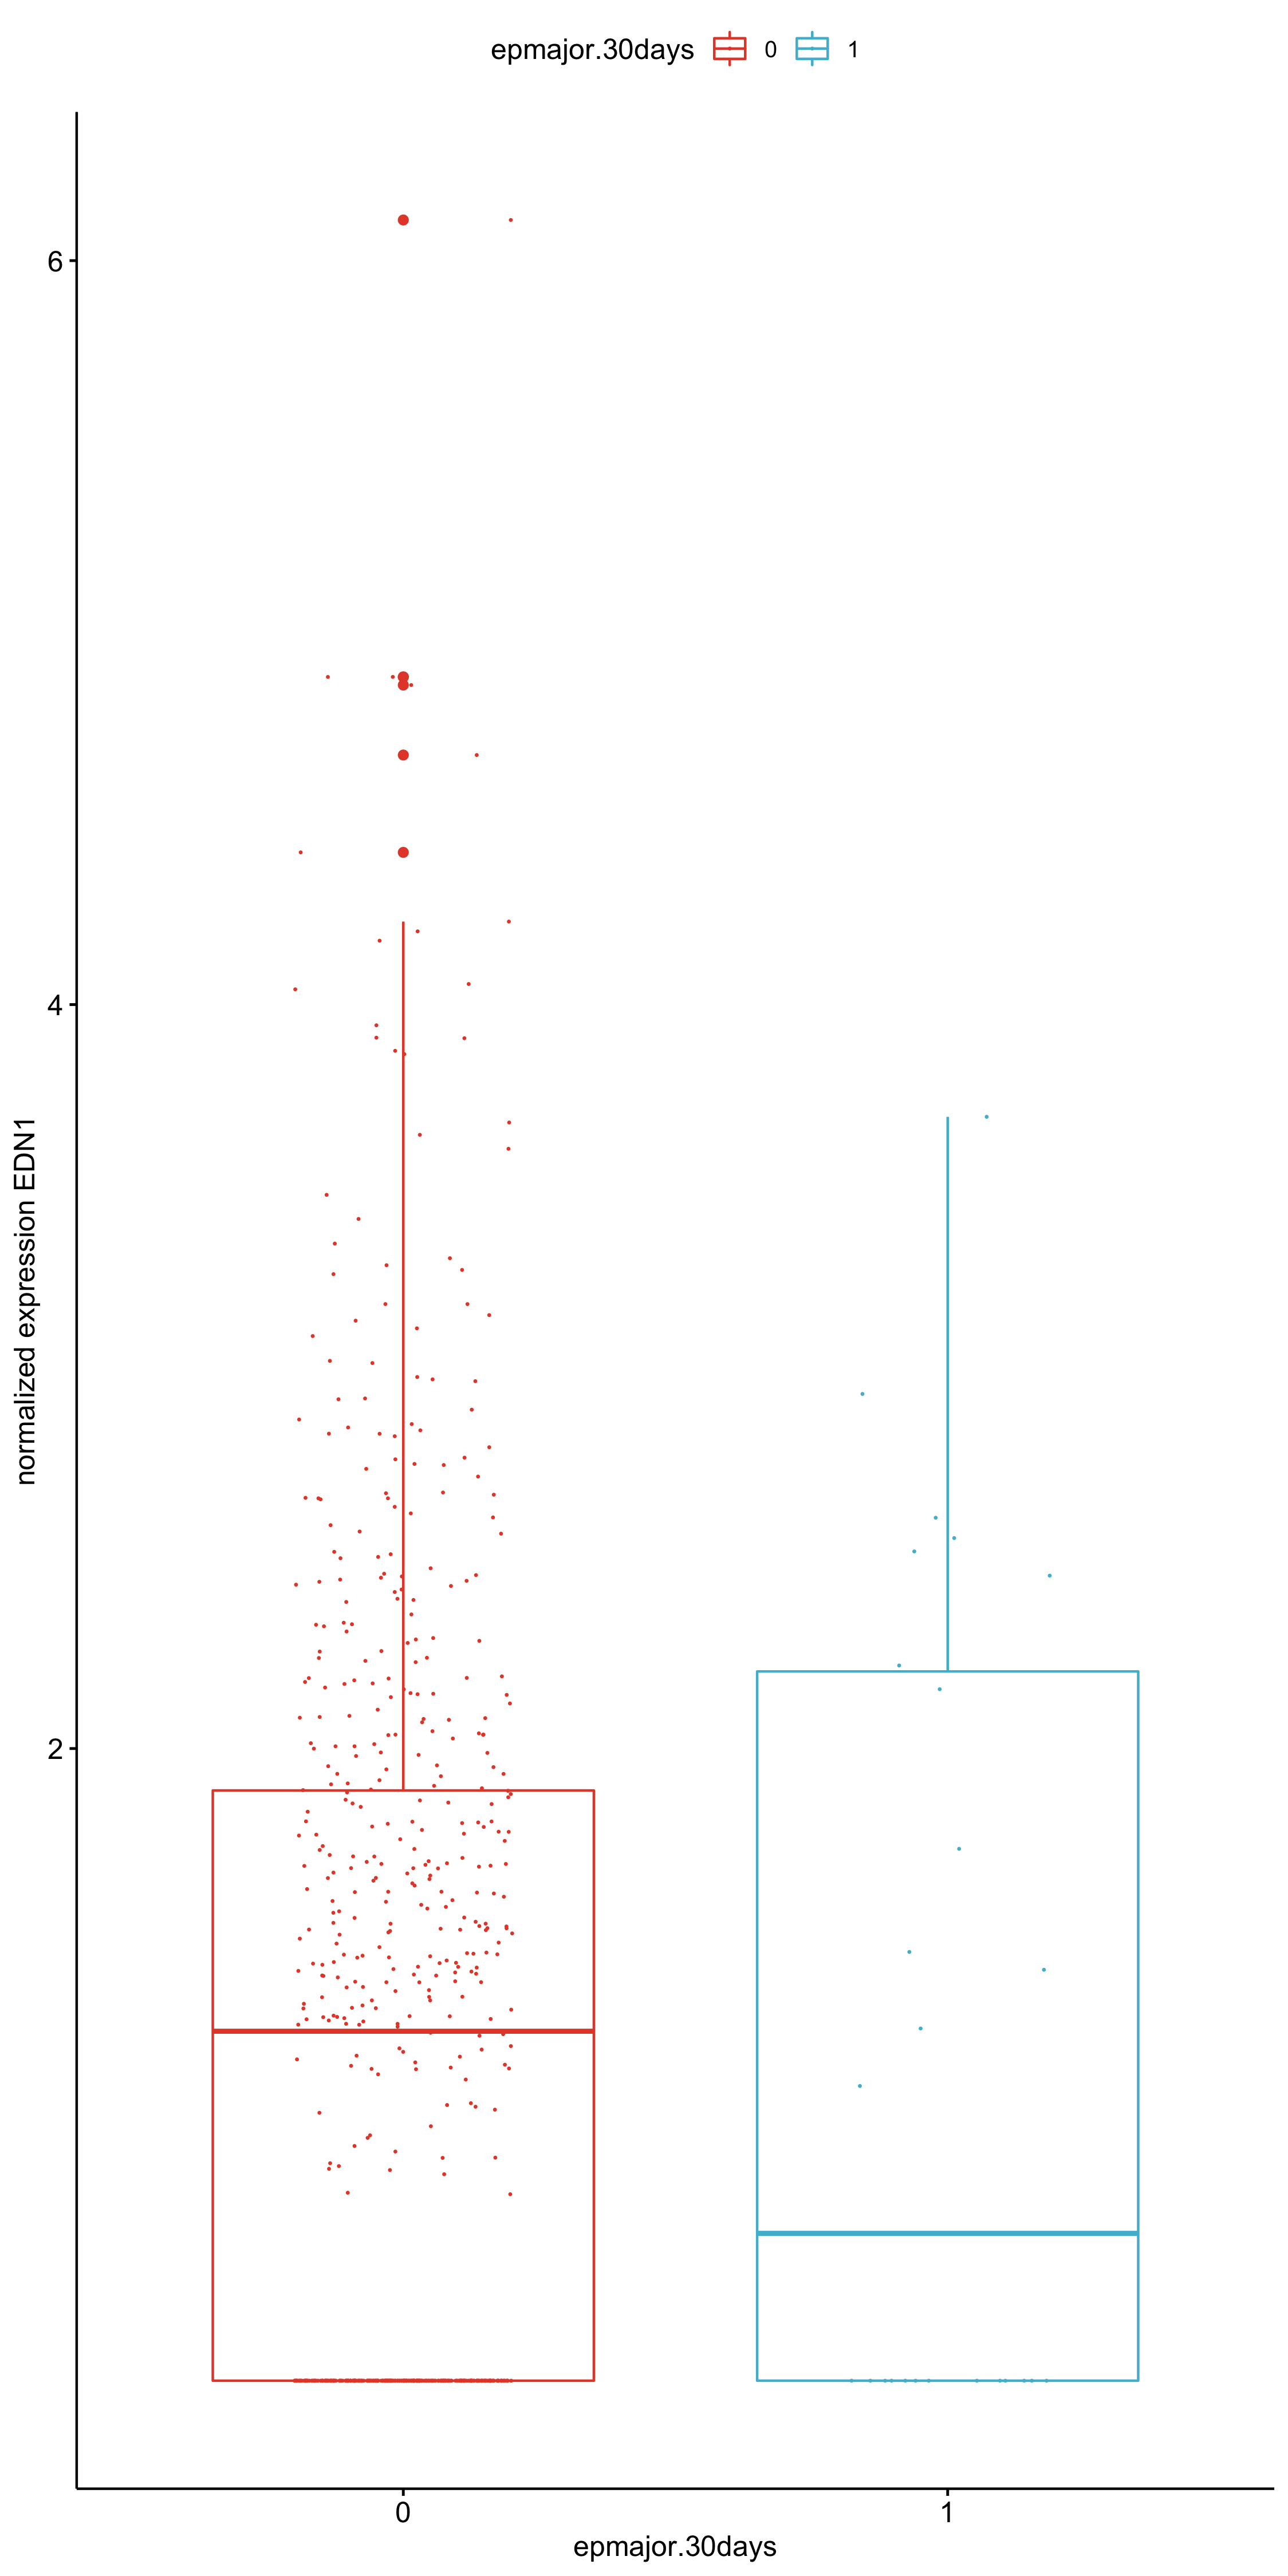 epmajor.30days 0 1
6
4
2
normalized expression EDN1
0 1
epmajor.30days